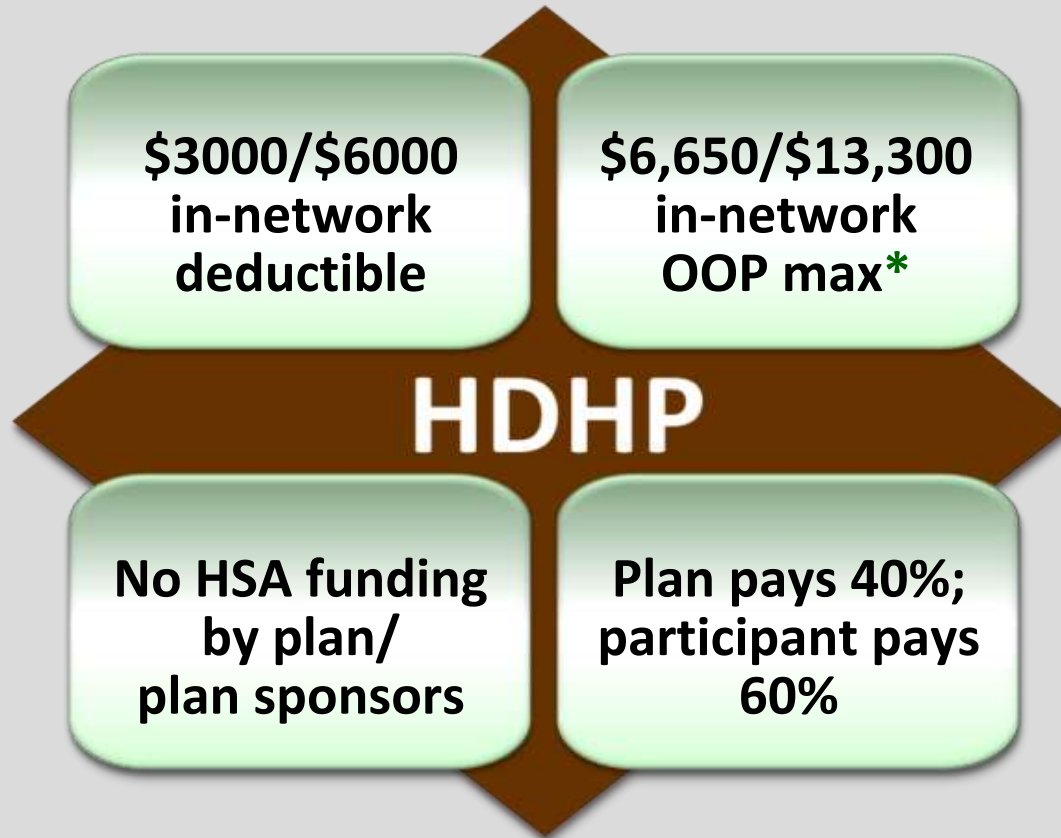 $3000/$6000
in-network
deductible
$6,650/$13,300
in-network
OOP max*
HDHP
No HSA funding
by plan/
plan sponsors
Plan pays 40%;
participant pays
60%